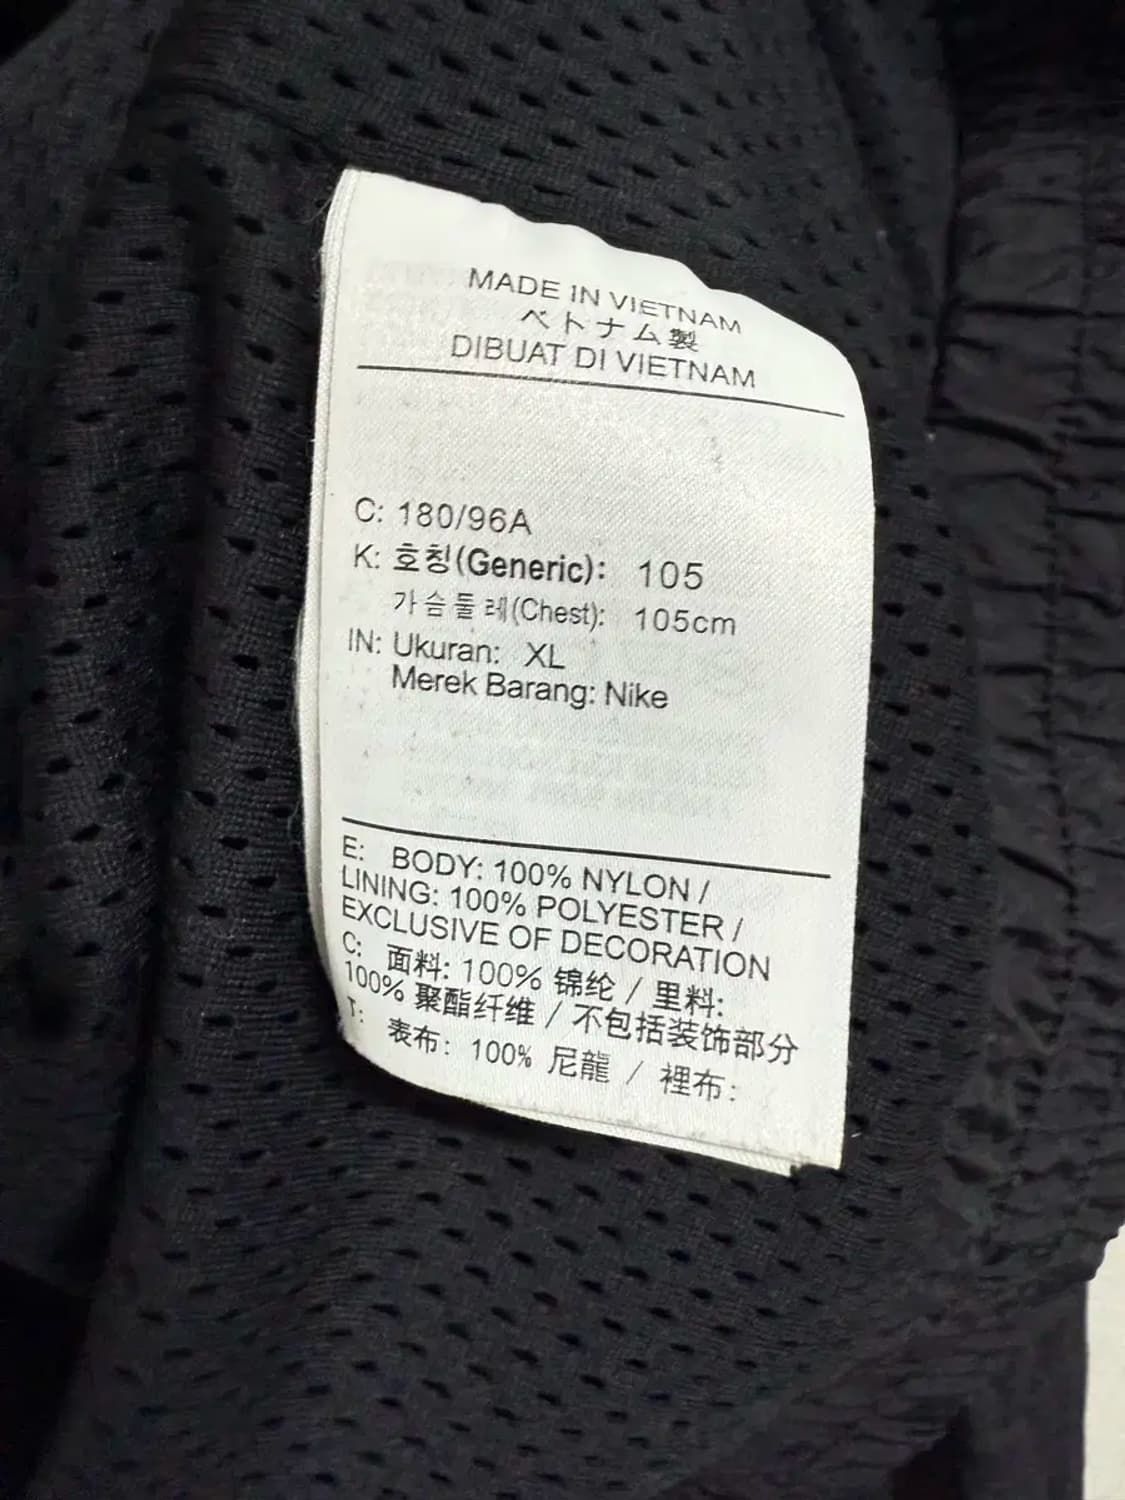 MADE IN VIETNAM
ベトナム製
DIBUAT DI VIETNAM
C: 180/96A
K: 호칭(Generic): 105
가슴둘레(Chest): 105cm
IN: Ukuran: XL
Merek Barang: Nike
E: BODY: 100% NYLON /
LINING: 100% POLYESTER /
EXCLUSIVE OF DECORATION
C: 面料: 100% 锦纶 / 里料:
100% 聚酯纤维 / 不包括装饰部分
T: 表布: 100% 尼龍 / 裡布: